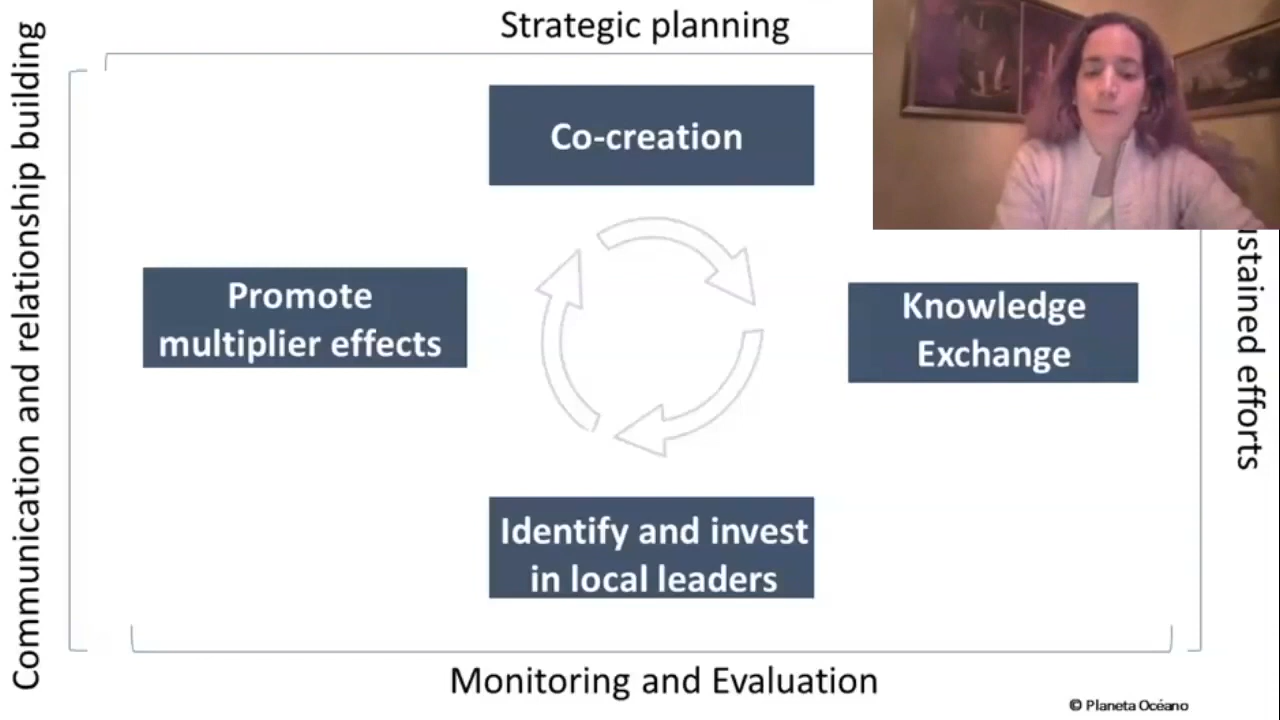 Strategic planning
Communication and relationship building
Co-creation
Promote
multiplier effects
Knowledge
Exchange
Identify and invest
in local leaders
efforts
Monitoring and Evaluation
© Planeta Océano